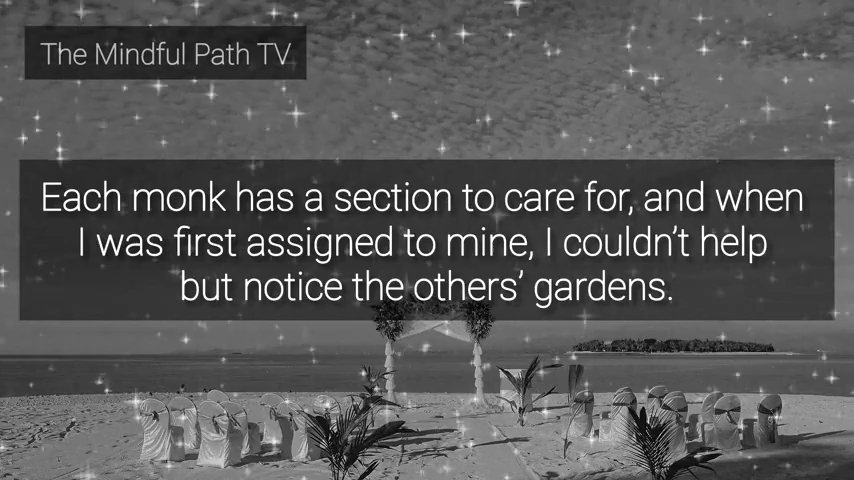 The Mindful Path TV
Each monk has a section to care for, and when
I was first assigned to mine, I couldn’t help
but notice the others’ gardens.